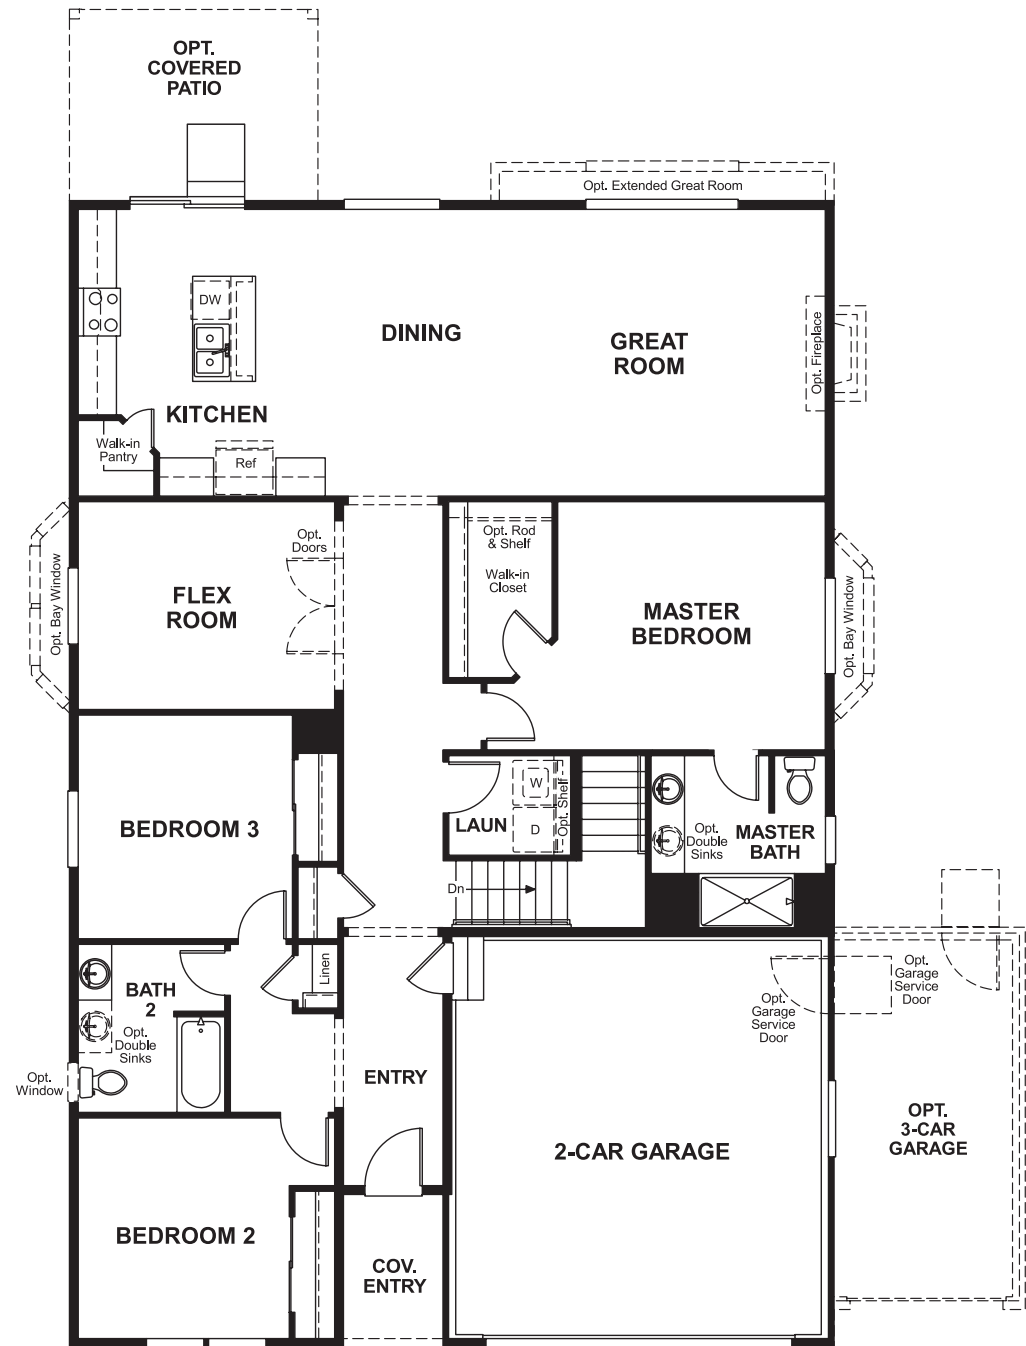 OPT.
COVERED
PATIO
Opt. Extended Great Room
DW
DINING
GREAT
ROOM
Opt. Fireplace
KITCHEN
Walk-in
Pantry
Ref
Opt. Bay Window
FLEX
ROOM
Opt.
Doors
Opt. Rod
& Shelf
Walk-in
Closet
MASTER
BEDROOM
Opt. Bay Window
BEDROOM 3
LAUN
W
D
Opt. Shelf
Opt.
Double
Sinks
MASTER
BATH
Dn
Linen
BATH
2
Opt.
Double
Sinks
Opt.
Window
ENTRY
Opt.
Garage
Service
Door
Opt.
Garage
Service
Door
2-CAR GARAGE
OPT.
3-CAR
GARAGE
BEDROOM 2
COV.
ENTRY